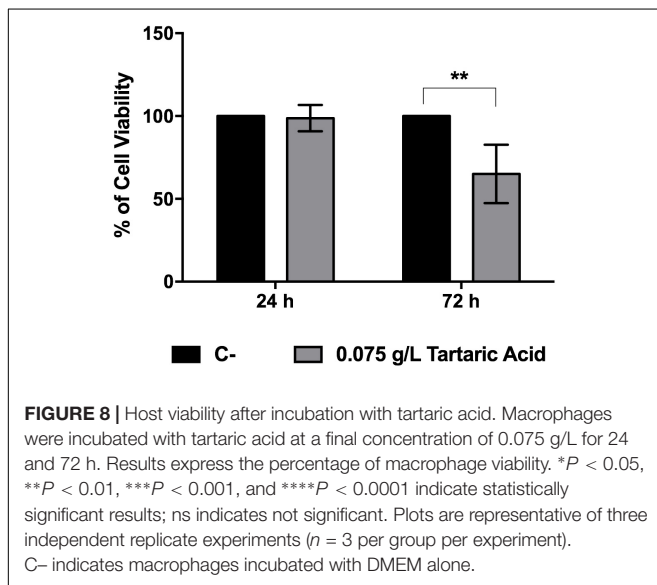 150
100
50
0
% of Cell Viability
**
24 h
72 h
C-
0.075 g/L Tartaric Acid
FIGURE 8 | Host viability after incubation with tartaric acid. Macrophages
were incubated with tartaric acid at a final concentration of 0.075 g/L for 24
and 72 h. Results express the percentage of macrophage viability. *P < 0.05,
**P < 0.01, ***P < 0.001, and ****P < 0.0001 indicate statistically
significant results; ns indicates not significant. Plots are representative of three
independent replicate experiments (n = 3 per group per experiment).
C– indicates macrophages incubated with DMEM alone.